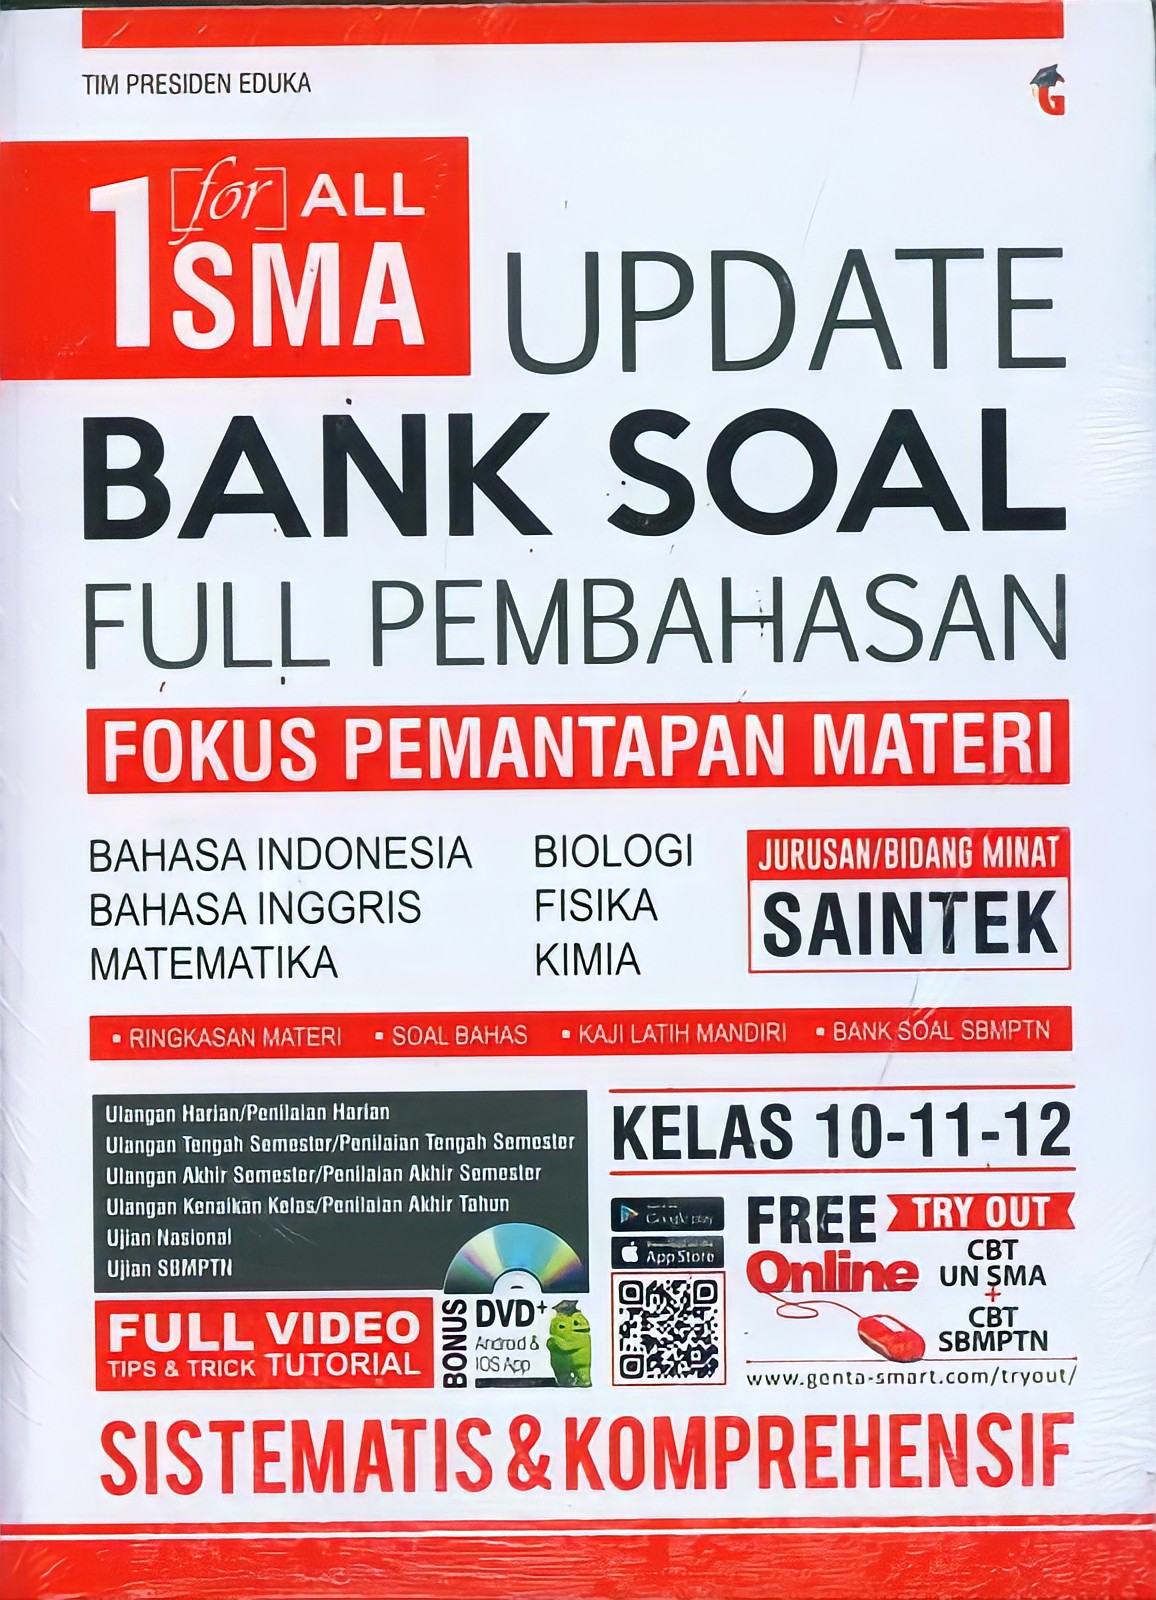 TIM PRESIDEN EDUKA
G
1 [for] ALL
SMA
UPDATE
BANK SOAL
FULL PEMBAHASAN
FOKUS PEMANTAPAN MATERI
BAHASA INDONESIA
BAHASA INGGRIS
MATEMATIKA
BIOLOGI
FISIKA
KIMIA
JURUSAN/BIDANG MINAT
SAINTEK
▪ RINGKASAN MATERI ▪ SOAL BAHAS ▪ KAJI LATIH MANDIRI ▪ BANK SOAL SBMPTN
Ulangan Harian/Penilaian Harian
Ulangan Tengah Semester/Penilaian Tengah Semester
Ulangan Akhir Semester/Penilaian Akhir Semester
Ulangan Kenaikan Kelas/Penilaian Akhir Tahun
Ujian Nasional
Ujian SBMPTN
FULL VIDEO
TIPS & TRICK TUTORIAL
BONUS
DVD+
Android &
IOS App
KELAS 10-11-12
Google play
App Store
FREE TRY OUT
Online
CBT
UN SMA
+
CBT
SBMPTN
www.genta-smart.com/tryout/
SISTEMATIS & KOMPREHENSIF